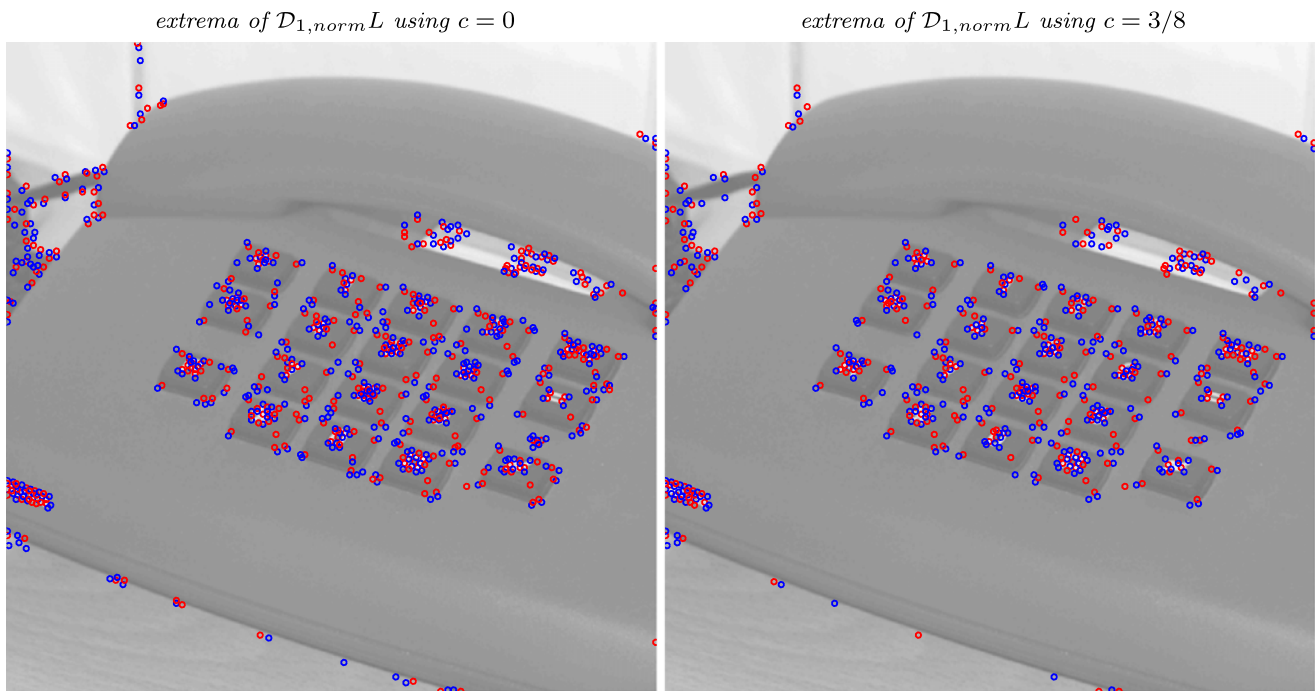 extrema of 𝒟₁,ₙₒᵣₘL using c = 0
extrema of 𝒟₁,ₙₒᵣₘL using c = 3/8